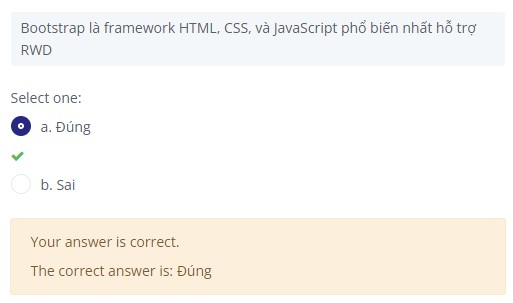 Bootstrap là framework HTML, CSS, và JavaScript phổ biến nhất hỗ trợ
RWD
Select one:
a. Đúng
b. Sai
Your answer is correct.
The correct answer is: Đúng